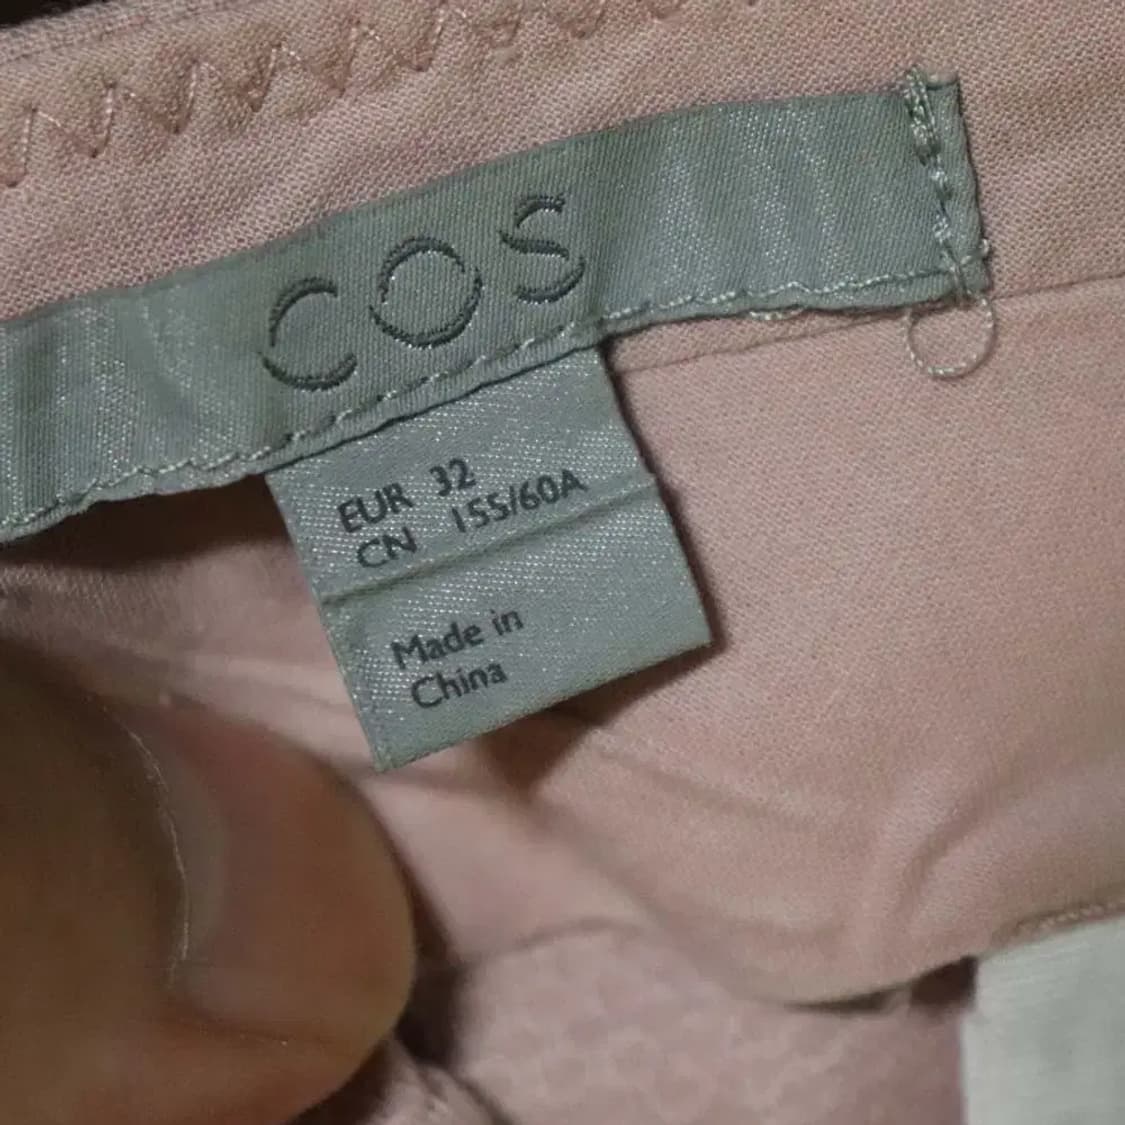 COS
EUR 32
CN 155/60A
Made in
China